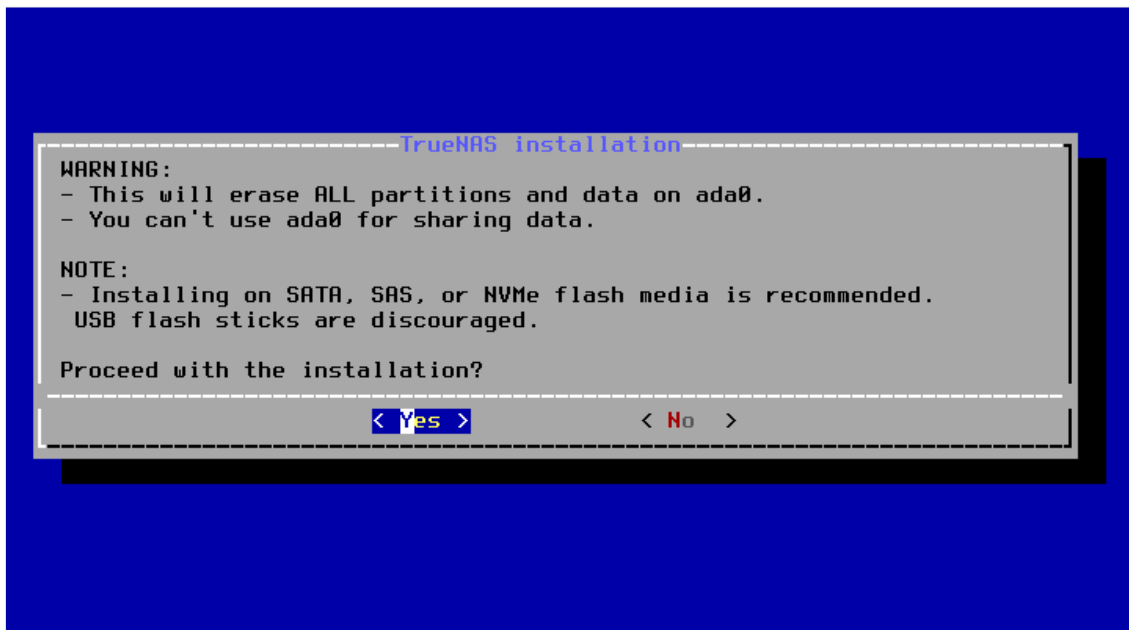 TrueNAS installation
WARNING:
- This will erase ALL partitions and data on ada0.
- You can't use ada0 for sharing data.
NOTE:
- Installing on SATA, SAS, or NVMe flash media is recommended.
USB flash sticks are discouraged.
Proceed with the installation?
< Yes > < No >